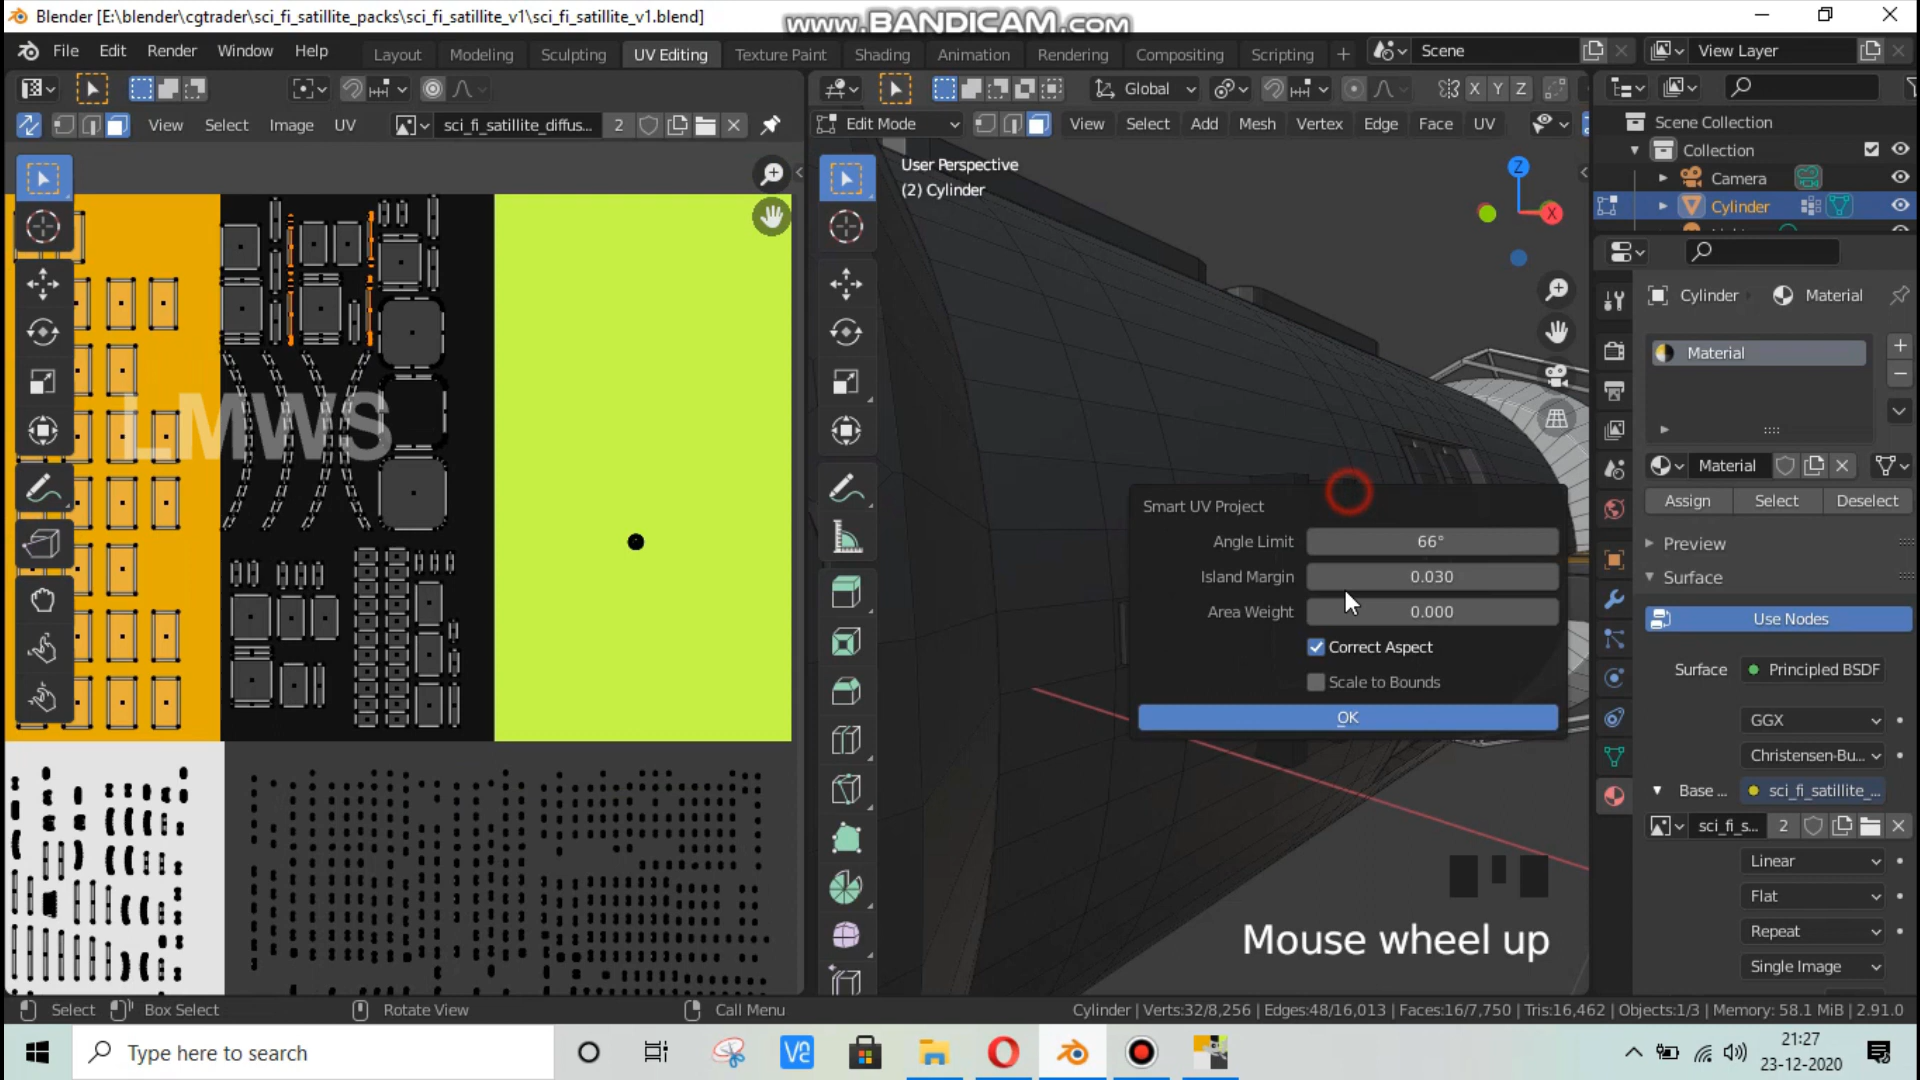 Blender [E:\blender\cgtrader\sci_fi_satillite_packs\sci_fi_satillite_v1\sci_fi_satillite_v1.blend]
www.BANDICAM.com
File Edit Render Window Help
Layout Modeling Sculpting UV Editing Texture Paint Shading Animation Rendering Compositing Scripting +
Scene
View Layer
Global
X Y Z
View Select Image UV
sci_fi_satillite_diffus... 2
Edit Mode
View Select Add Mesh Vertex Edge Face UV
Scene Collection
Collection
Camera
Cylinder
User Perspective
(2) Cylinder
Z
X
Cylinder Material
Material
Material
Assign Select Deselect
Preview
Surface
Use Nodes
Surface Principled BSDF
GGX
Christensen-Bu...
Base ... sci_fi_satillite_...
sci_fi_s... 2
Linear
Flat
Repeat
Single Image
LMWS
Smart UV Project
Angle Limit 66°
Island Margin 0.030
Area Weight 0.000
Correct Aspect
Scale to Bounds
OK
Mouse wheel up
Select Box Select Rotate View Call Menu
Cylinder | Verts:32/8,256 | Edges:48/16,013 | Faces:16/7,750 | Tris:16,462 | Objects:1/3 | Memory: 58.1 MiB | 2.91.0
Type here to search
21:27
23-12-2020